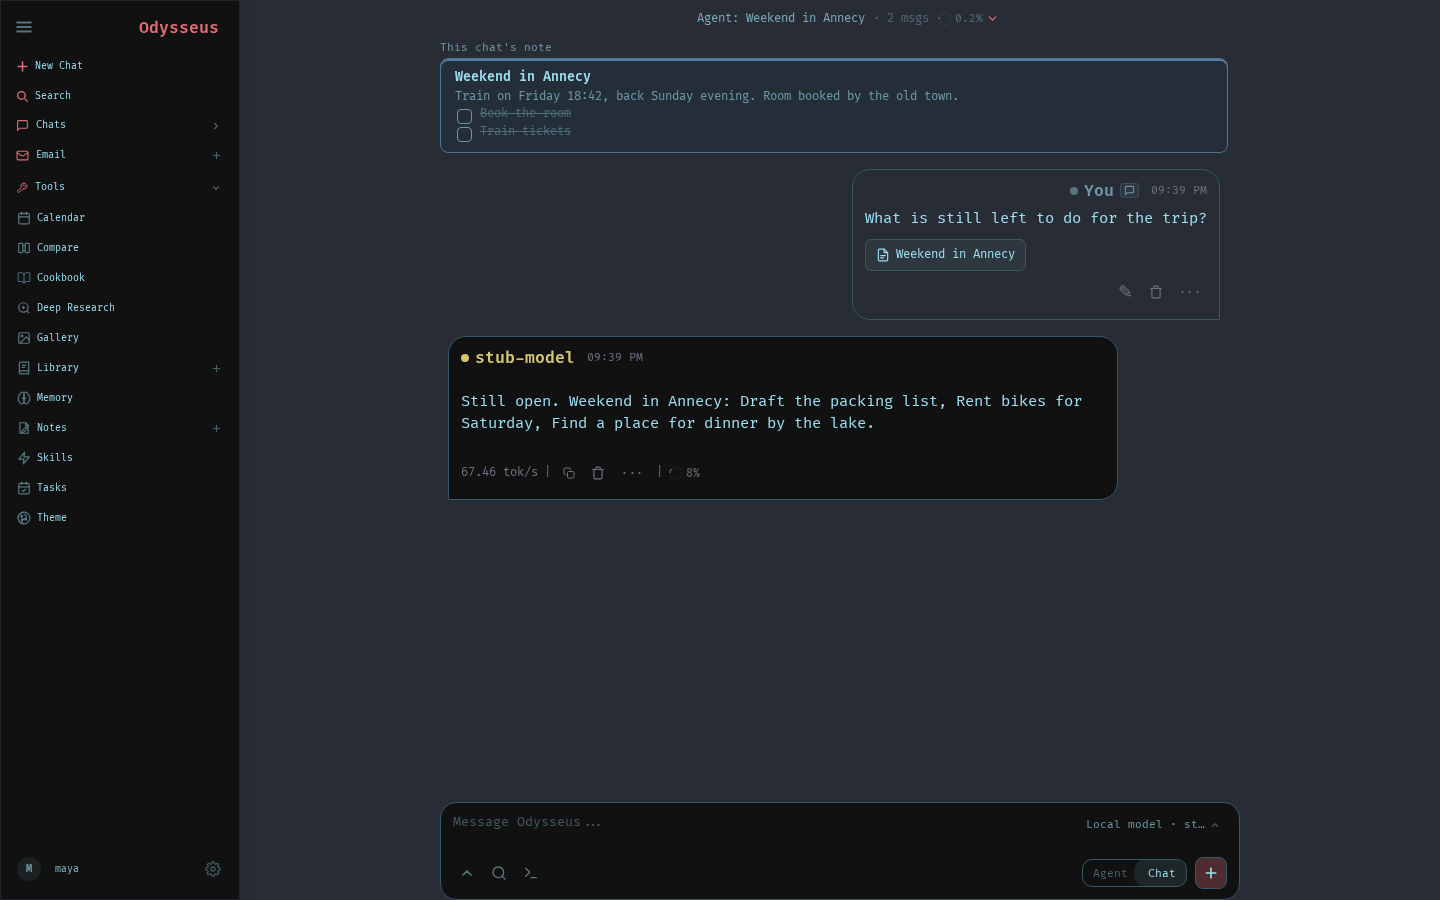 Odysseus
New Chat
Search
Chats
Email
Tools
Calendar
Compare
Cookbook
Deep Research
Gallery
Library
Memory
Notes
Skills
Tasks
Theme
M maya
Agent: Weekend in Annecy · 2 msgs · 0.2%
This chat's note
Weekend in Annecy
Train on Friday 18:42, back Sunday evening. Room booked by the old town.
Book the room
Train tickets
You 09:39 PM
What is still left to do for the trip?
Weekend in Annecy
stub-model 09:39 PM
Still open. Weekend in Annecy: Draft the packing list, Rent bikes for
Saturday, Find a place for dinner by the lake.
67.46 tok/s | ... | 8%
Message Odysseus...
Local model · st…
Agent Chat